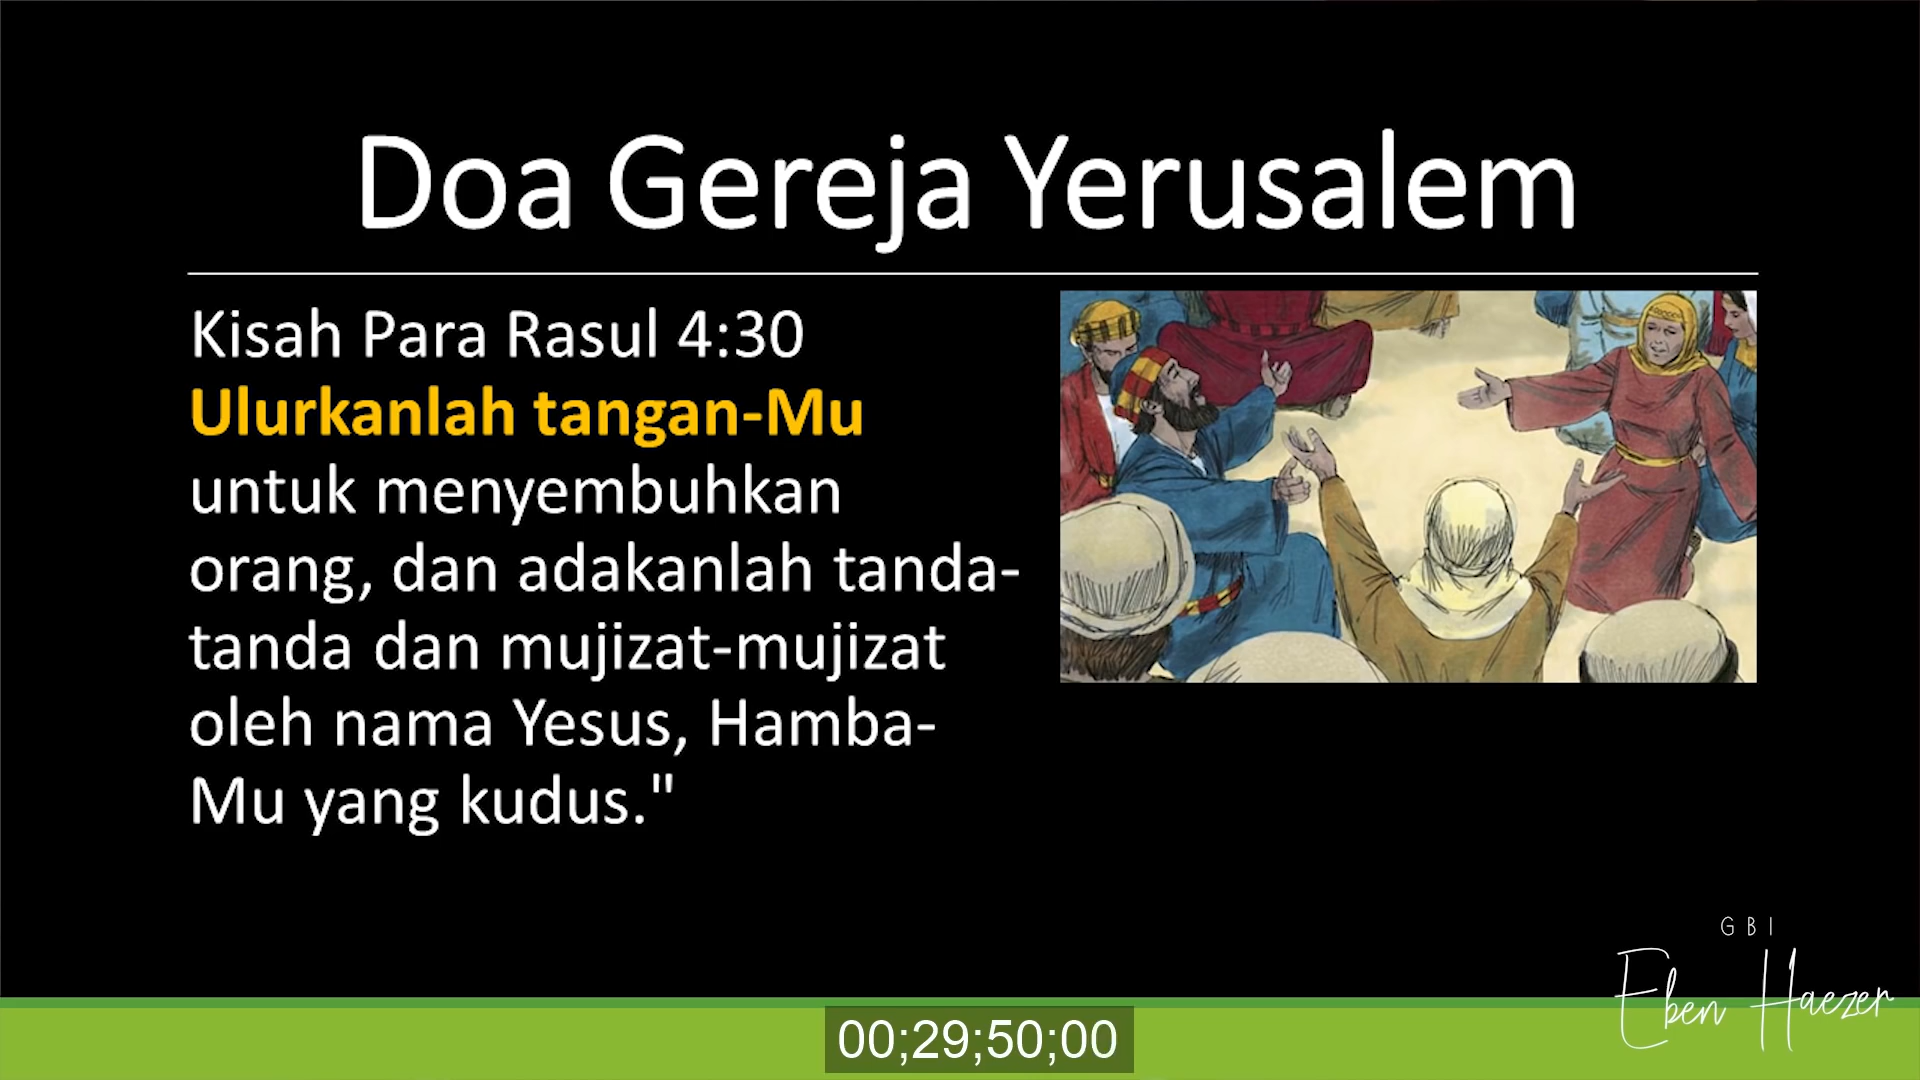 Doa Gereja Yerusalem
Kisah Para Rasul 4:30
Ulurkanlah tangan-Mu
untuk menyembuhkan
orang, dan adakanlah tanda-
tanda dan mujizat-mujizat
oleh nama Yesus, Hamba-
Mu yang kudus."
GBI
Eben Haezer
00;29;50;00